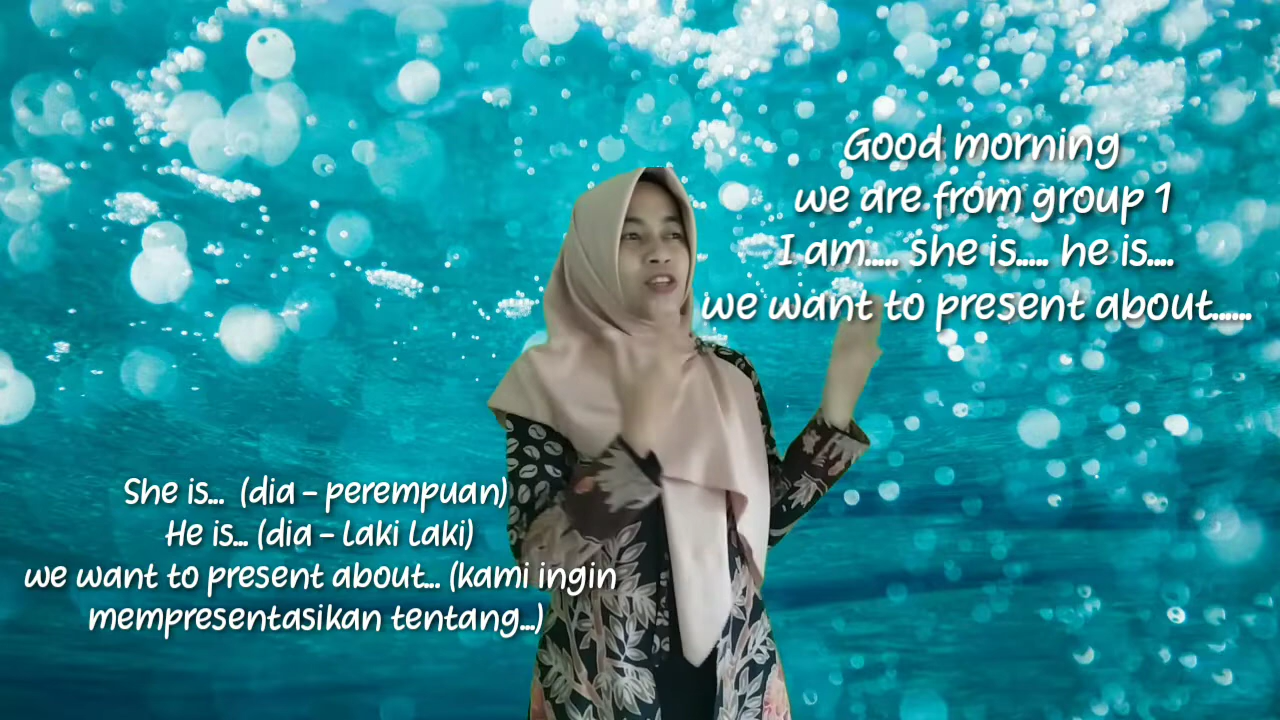 Good morning
we are from group 1
I am..... she is..... he is....
we want to present about......
She is... (dia - perempuan)
He is... (dia - laki laki)
we want to present about... (kami ingin
mempresentasikan tentang...)